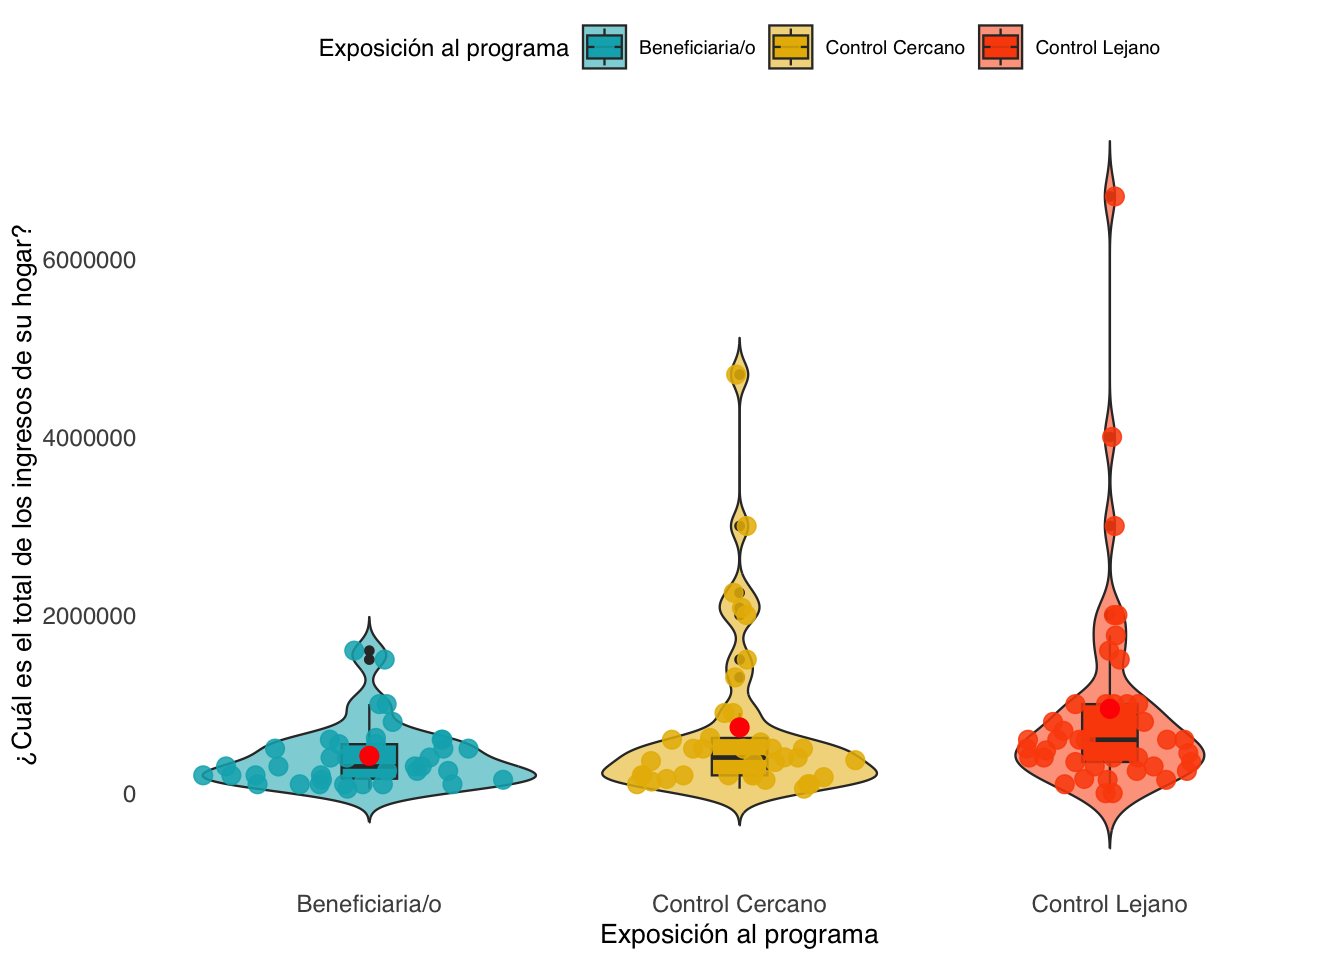 Exposición al programa
Beneficiaria/o
Control Cercano
Control Lejano
¿Cuál es el total de los ingresos de su hogar?
6000000
4000000
2000000
0
Beneficiaria/o
Control Cercano
Control Lejano
Exposición al programa